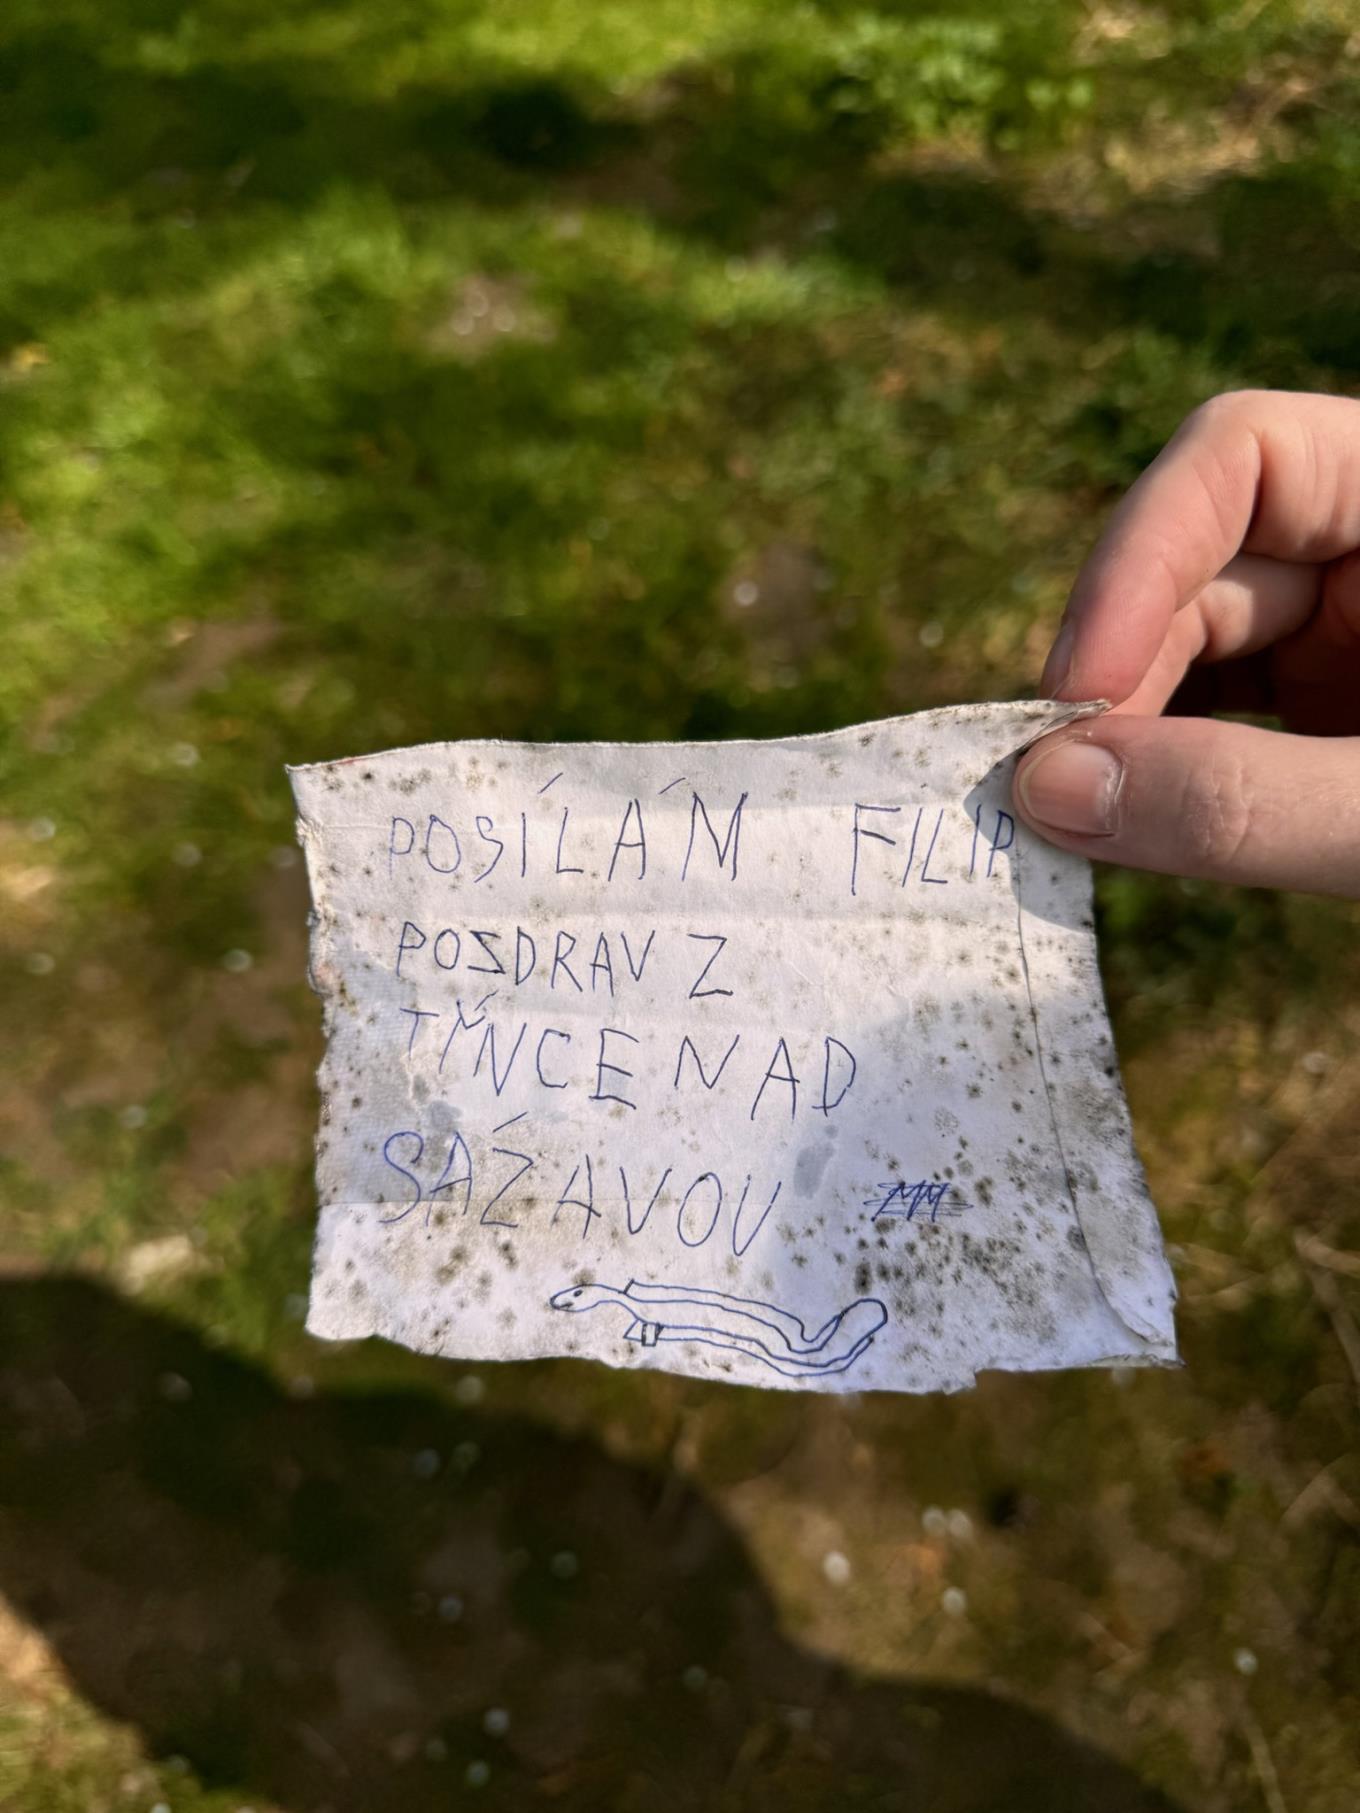 POSÍLÁM FILIP
POZDRAV Z
TÝNCE NAD
SÁZAVOU